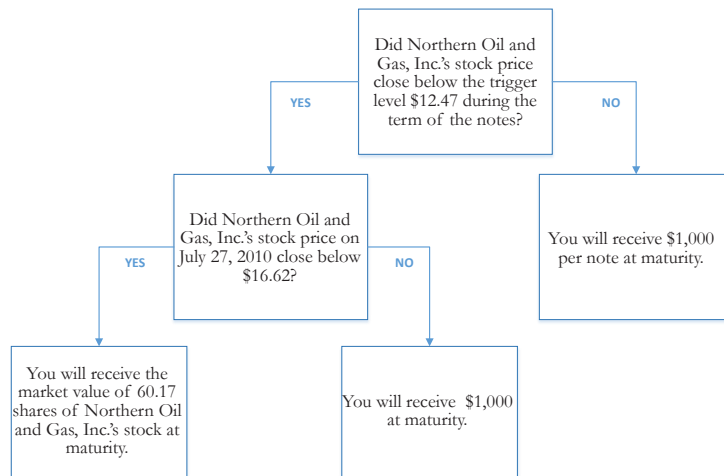 Did Northern Oil and
Gas, Inc.'s stock price
close below the trigger
level $12.47 during the
term of the notes?
YES
NO
Did Northern Oil and
Gas, Inc.'s stock price on
July 27, 2010 close below
$16.62?
You will receive $1,000
per note at maturity.
YES
NO
You will receive the
market value of 60.17
shares of Northern Oil
and Gas, Inc.'s stock at
maturity.
You will receive $1,000
at maturity.